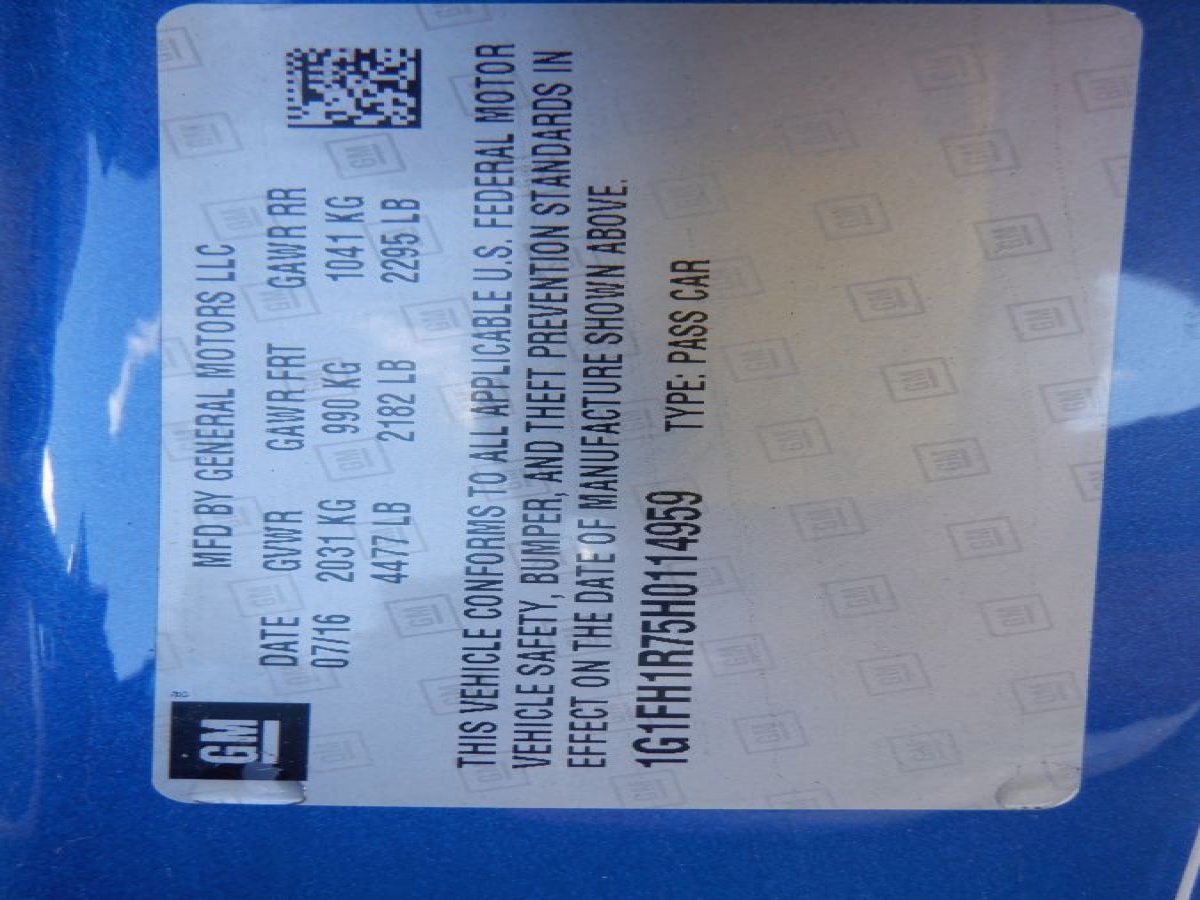 GM
MFD BY GENERAL MOTORS LLC
DATE GVWR GAWR FRT GAWR RR
07/16 2031 KG 990 KG 1041 KG
4477 LB 2182 LB 2295 LB
THIS VEHICLE CONFORMS TO ALL APPLICABLE U.S. FEDERAL MOTOR
VEHICLE SAFETY, BUMPER, AND THEFT PREVENTION STANDARDS IN
EFFECT ON THE DATE OF MANUFACTURE SHOWN ABOVE.
1G1FH1R75H0114959 TYPE: PASS CAR